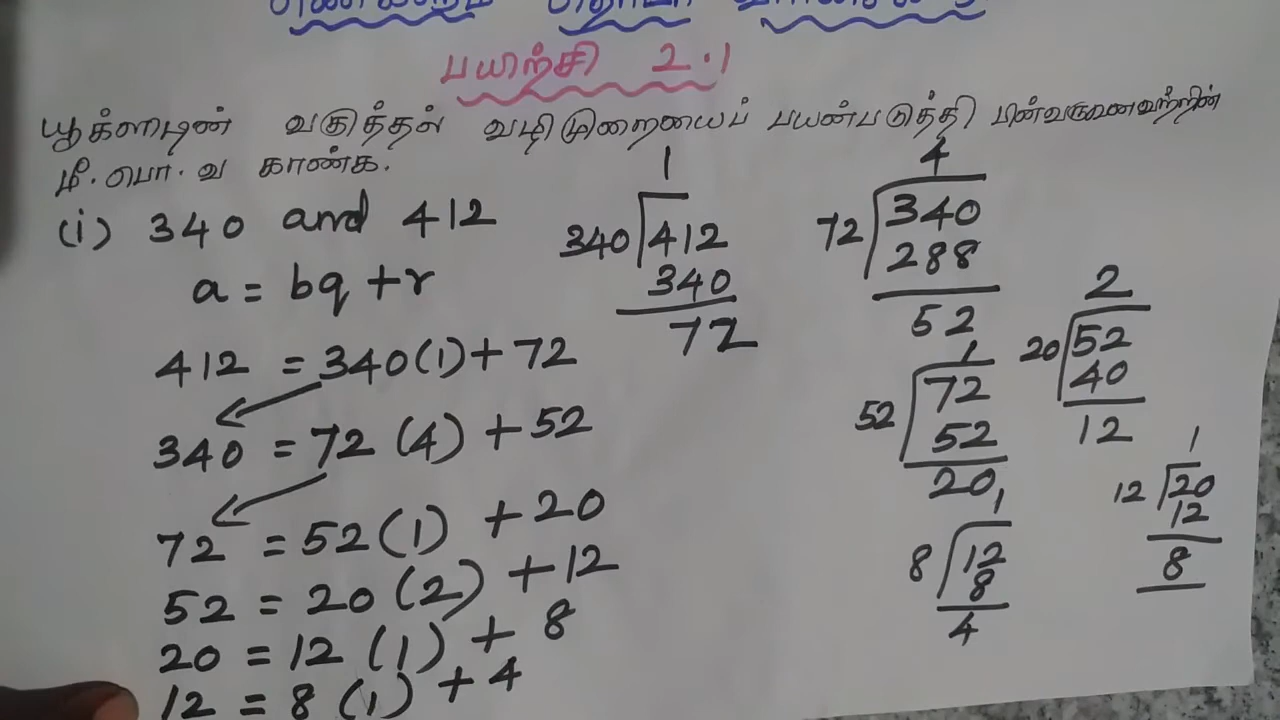 பயிற்சி 2.1
யூக்ளிடின் வகுத்தல் வழிமுறையைப் பயன்படுத்தி பின்வருவனவற்றின்
மீ.பொ.வ காண்க.
(i) 340 and 412
a = bq + r
412 = 340(1) + 72
340 = 72 (4) + 52
72 = 52 (1) + 20
52 = 20 (2) + 12
20 = 12 (1) + 8
12 = 8 (1) + 4
1
340 412
340
72
4
72 340
288
52
1
52 72
52
20
2
20 52
40
12
1
12 20
12
8
1
8 12
8
4